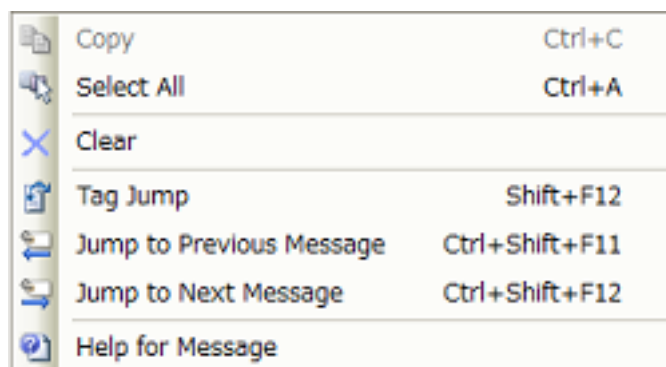 Copy Ctrl+C
Select All Ctrl+A
Clear
Tag Jump Shift+F12
Jump to Previous Message Ctrl+Shift+F11
Jump to Next Message Ctrl+Shift+F12
Help for Message